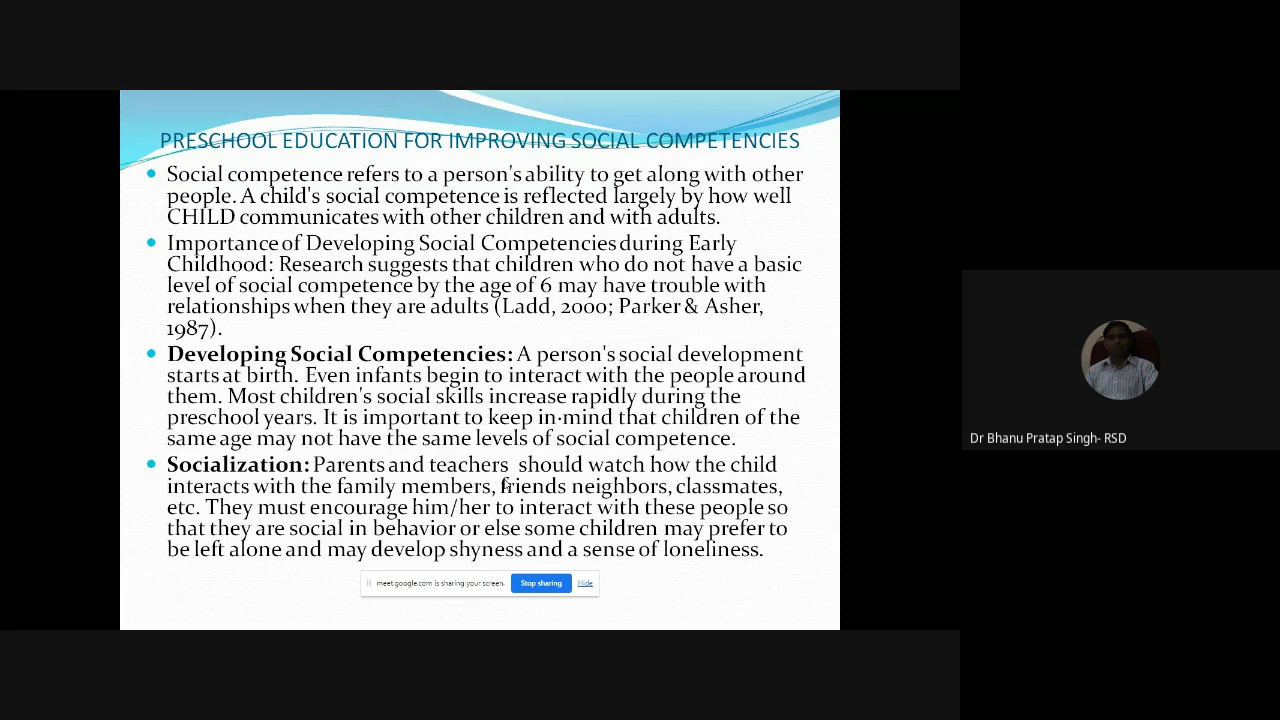 PRESCHOOL EDUCATION FOR IMPROVING SOCIAL COMPETENCIES
Social competence refers to a person's ability to get along with other
people. A child's social competence is reflected largely by how well
CHILD communicates with other children and with adults.
Importance of Developing Social Competencies during Early
Childhood: Research suggests that children who do not have a basic
level of social competence by the age of 6 may have trouble with
relationships when they are adults (Ladd, 2000; Parker & Asher,
1987).
Developing Social Competencies: A person's social development
starts at birth. Even infants begin to interact with the people around
them. Most children's social skills increase rapidly during the
preschool years. It is important to keep in·mind that children of the
same age may not have the same levels of social competence.
Socialization: Parents and teachers should watch how the child
interacts with the family members, friends neighbors, classmates,
etc. They must encourage him/her to interact with these people so
that they are social in behavior or else some children may prefer to
be left alone and may develop shyness and a sense of loneliness.
meet.google.com is sharing your screen. Stop sharing Hide
Dr Bhanu Pratap Singh- RSD